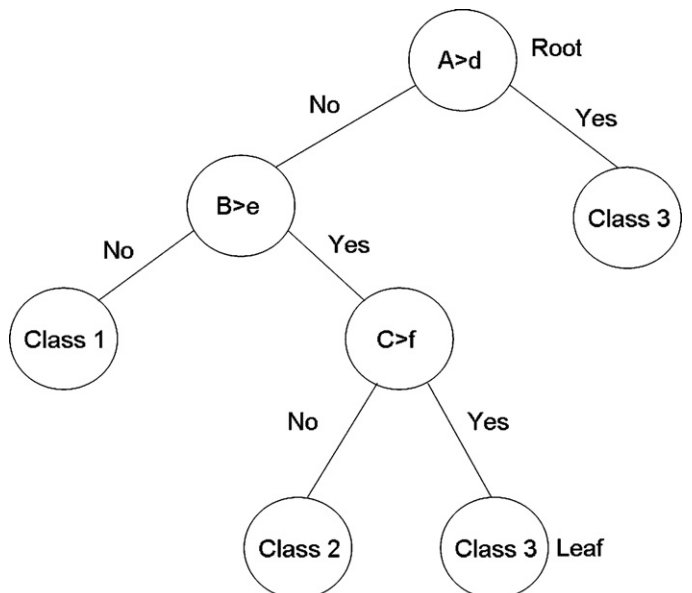 A>d
Root
No
Yes
B>e
Class 3
No
Yes
Class 1
C>f
No
Yes
Class 2
Class 3
Leaf